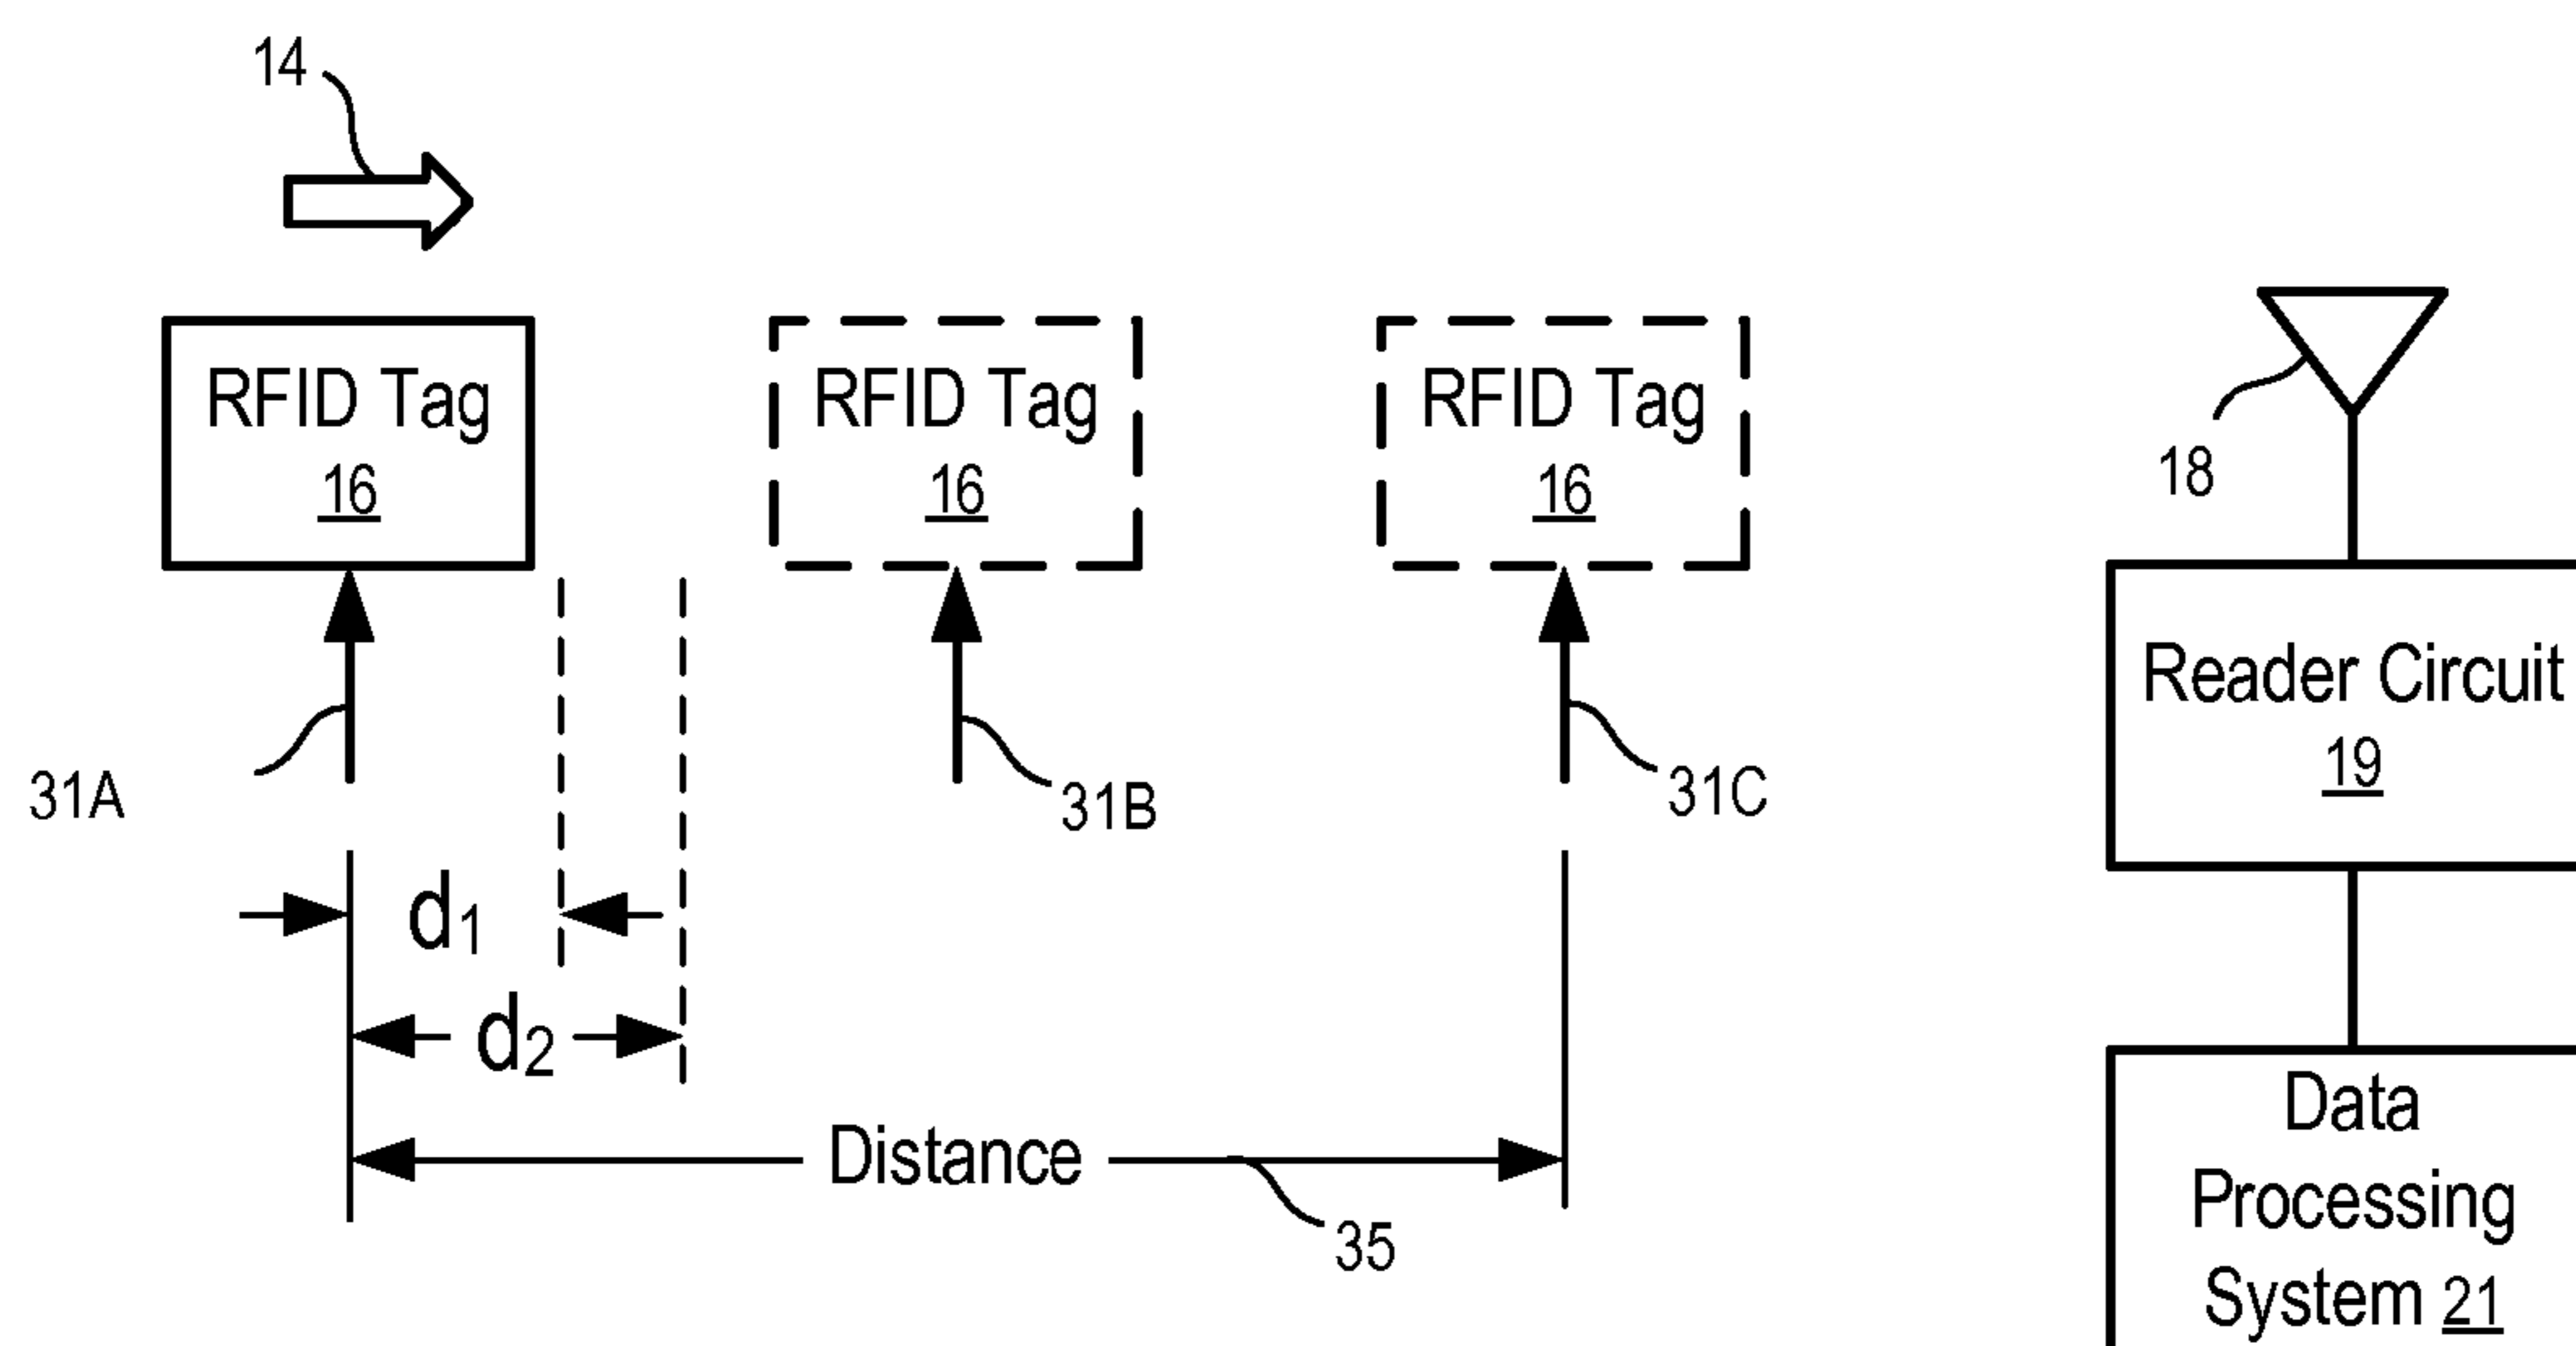 14
RFID Tag
16
RFID Tag
16
RFID Tag
16
18
31A
31B
31C
Reader Circuit
19
d1
d2
Distance
35
Data
Processing
System 21